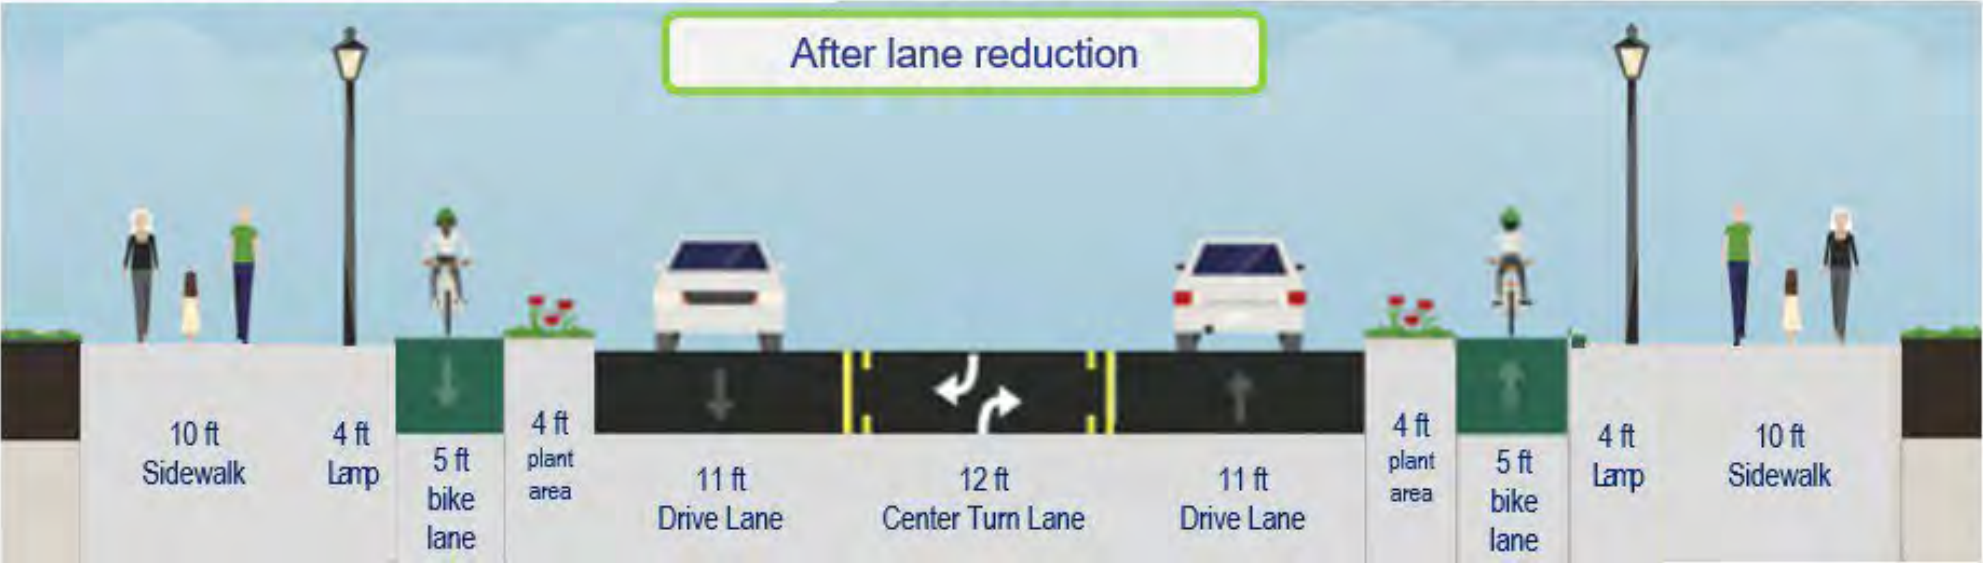 After lane reduction
10 ft
Sidewalk
4 ft
Lamp
5 ft
bike
lane
4 ft
plant
area
11 ft
Drive Lane
12 ft
Center Turn Lane
11 ft
Drive Lane
4 ft
plant
area
5 ft
bike
lane
4 ft
Lamp
10 ft
Sidewalk